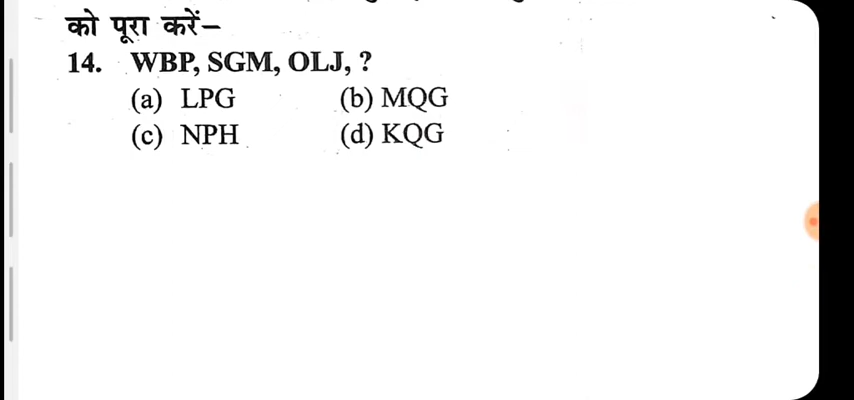 को पूरा करें–
14. WBP, SGM, OLJ, ?
(a) LPG (b) MQG
(c) NPH (d) KQG